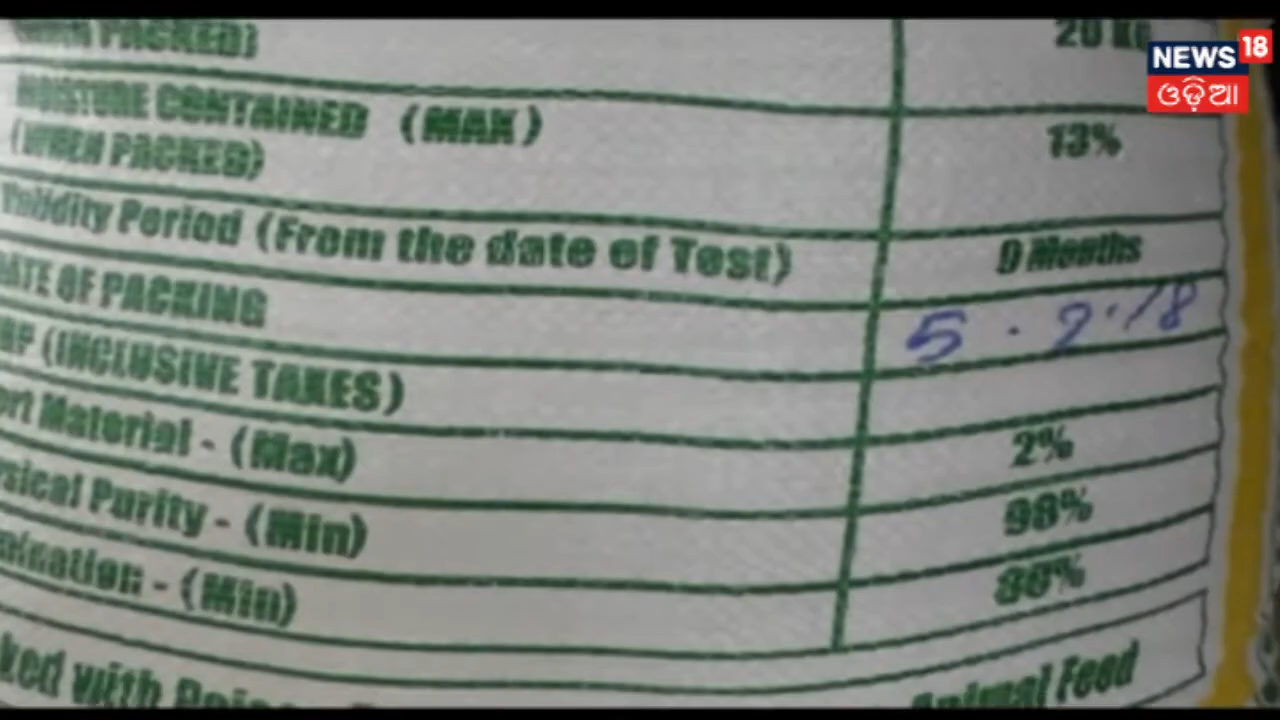 PACKED)
20 KG
NEWS 18
ଓଡ଼ିଆ
MOISTURE CONTAINED (MAX)
13%
(WHEN PACKED)
Validity Period (From the date of Test)
9 Months
DATE OF PACKING
5.2.18
(INCLUSIVE TAXES)
Material - (Max)
2%
Purity - (Min)
98%
(Min)
80%
with
Animal Feed